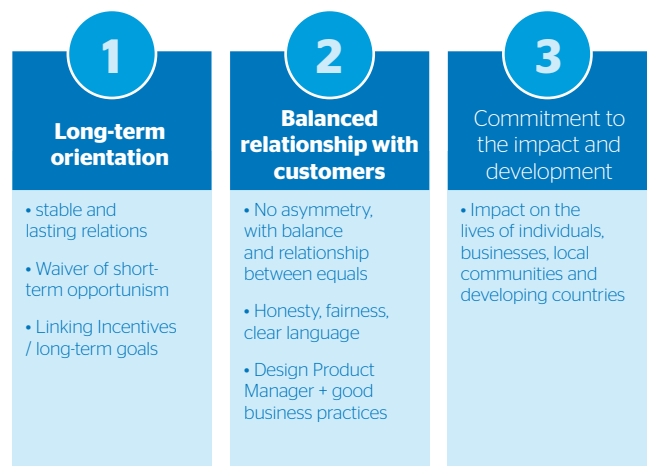 1
Long-term
orientation
• stable and
lasting relations
• Waiver of short-
term opportunism
• Linking Incentives
/ long-term goals
2
Balanced
relationship with
customers
• No asymmetry,
with balance
and relationship
between equals
• Honesty, fairness,
clear language
• Design Product
Manager + good
business practices
3
Commitment to
the impact and
development
• Impact on the
lives of individuals,
businesses, local
communities and
developing countries